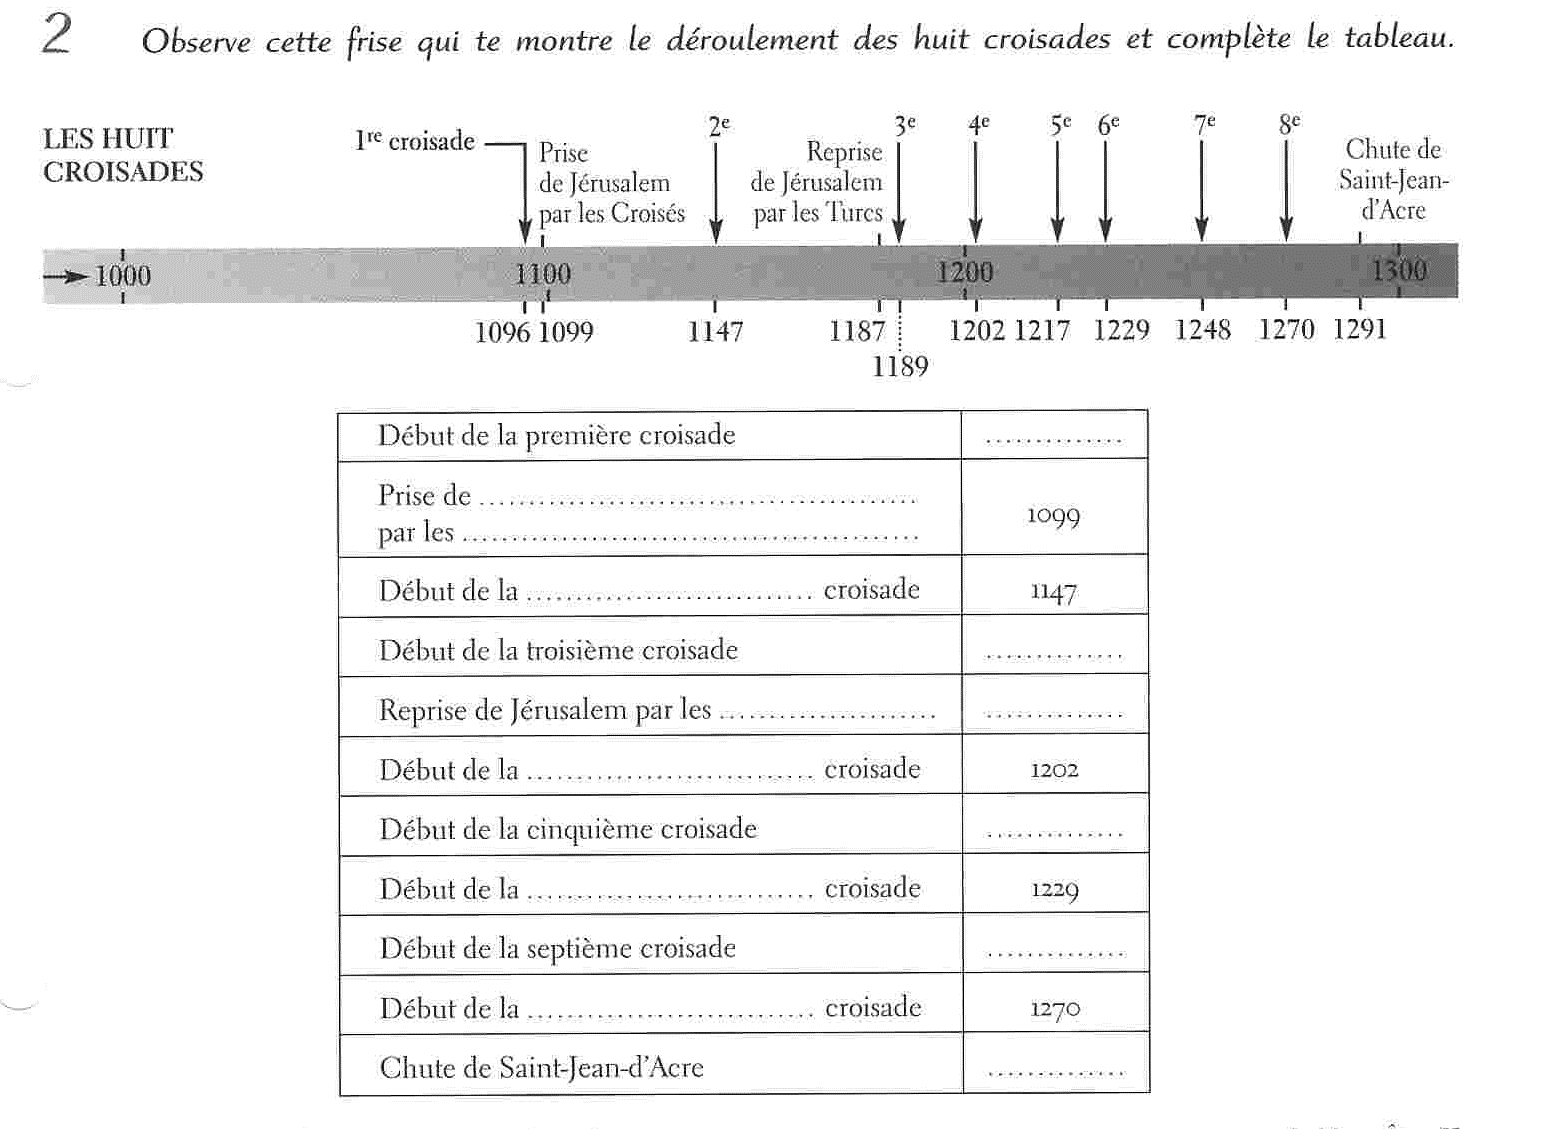 2 Observe cette frise qui te montre le déroulement des huit croisades et complète le tableau.
LES HUIT
CROISADES
1re croisade
Prise
de Jérusalem
par les Croisés
2e
Reprise
de Jérusalem
par les Turcs
3e
4e
5e
6e
7e
8e
Chute de
Saint-Jean-
d'Acre
1000 1100 1200 1300
1096 1099 1147 1187 1202 1217 1229 1248 1270 1291
1189
Début de la première croisade ..............
Prise de ............................................
par les .............................................. 1099
Début de la ............................. croisade 1147
Début de la troisième croisade ..............
Reprise de Jérusalem par les ...................... ..............
Début de la ............................. croisade 1202
Début de la cinquième croisade ..............
Début de la ............................. croisade 1229
Début de la septième croisade ..............
Début de la ............................. croisade 1270
Chute de Saint-Jean-d'Acre ..............